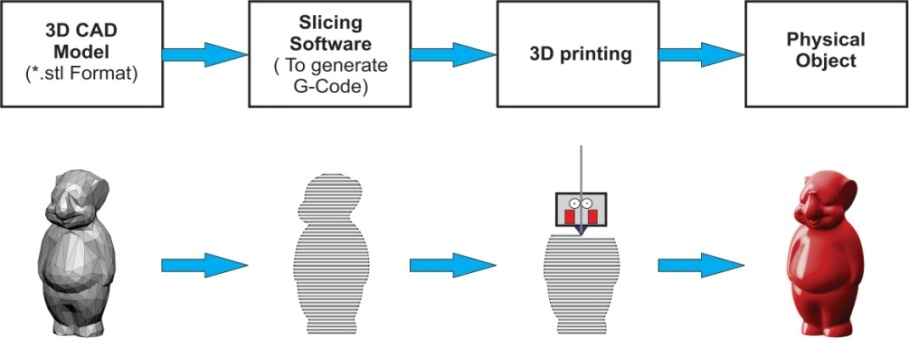 3D CAD
Model
(*.stl Format)
Slicing
Software
( To generate
G-Code)
3D printing
Physical
Object